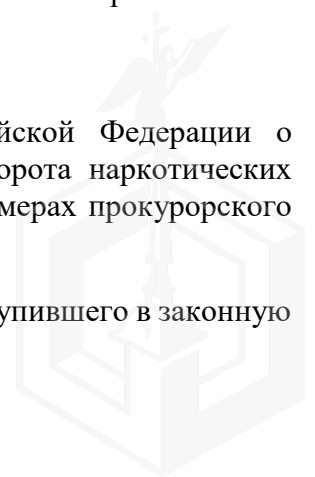 йской Федерации о
орота наркотических
мерах прокурорского
упившего в законную